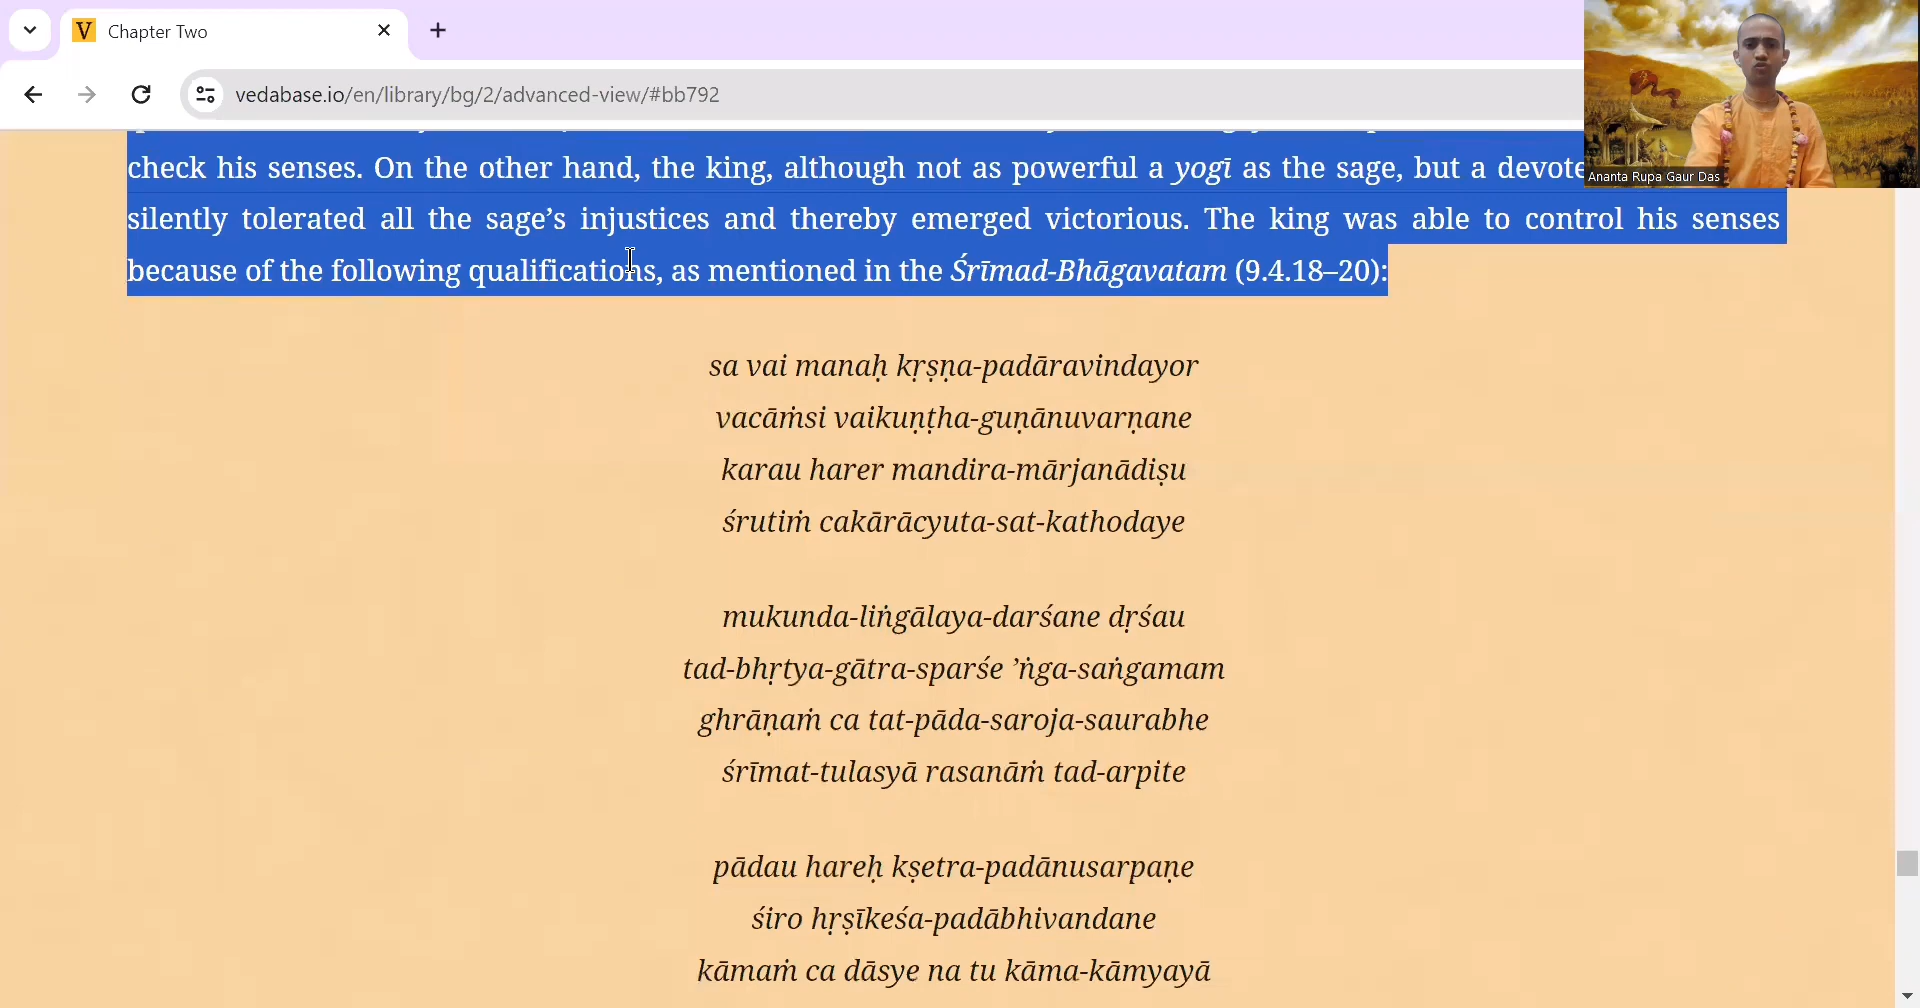 V Chapter Two
vedabase.io/en/library/bg/2/advanced-view/#bb792
Ananta Rupa Gaur Das
check his senses. On the other hand, the king, although not as powerful a yogī as the sage, but a devote
silently tolerated all the sage’s injustices and thereby emerged victorious. The king was able to control his senses
because of the following qualifications, as mentioned in the Śrīmad-Bhāgavatam (9.4.18–20):
sa vai manaḥ kṛṣṇa-padāravindayor
vacāṁsi vaikuṇṭha-guṇānuvarṇane
karau harer mandira-mārjanādiṣu
śrutiṁ cakārācyuta-sat-kathodaye
mukunda-liṅgālaya-darśane dṛśau
tad-bhṛtya-gātra-sparśe ’ṅga-saṅgamam
ghrāṇaṁ ca tat-pāda-saroja-saurabhe
śrīmat-tulasyā rasanāṁ tad-arpite
pādau hareḥ kṣetra-padānusarpaṇe
śiro hṛṣīkeśa-padābhivandane
kāmaṁ ca dāsye na tu kāma-kāmyayā